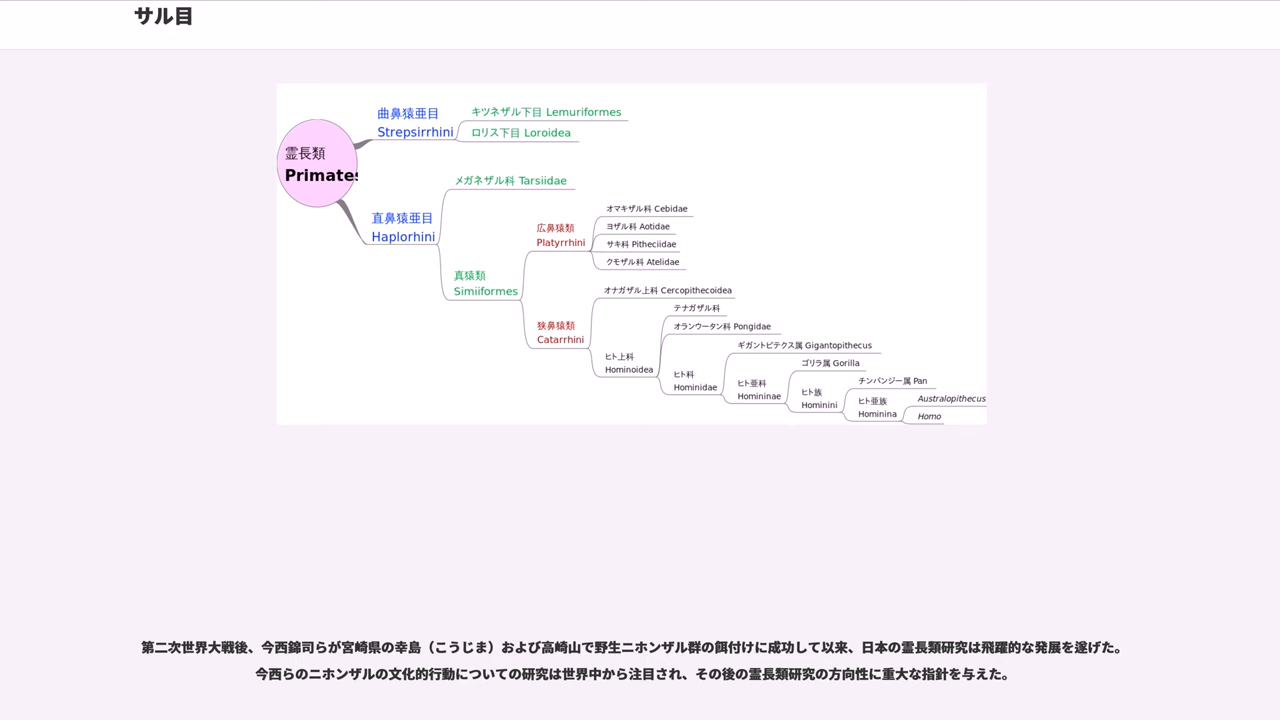 サル目
曲鼻猿亜目
Strepsirrhini
キツネザル下目 Lemuriformes
ロリス下目 Loroidea
霊長類
Primates
直鼻猿亜目
Haplorhini
メガネザル科 Tarsiidae
真猿類
Simiiformes
広鼻猿類
Platyrrhini
オマキザル科 Cebidae
ヨザル科 Aotidae
サキ科 Pitheciidae
クモザル科 Atelidae
狭鼻猿類
Catarrhini
オナガザル上科 Cercopithecoidea
ヒト上科
Hominoidea
テナガザル科
オランウータン科 Pongidae
ヒト科
Hominidae
ギガントピテクス属 Gigantopithecus
ヒト亜科
Homininae
ゴリラ属 Gorilla
ヒト族
Hominini
チンパンジー属 Pan
ヒト亜族
Hominina
Australopithecus
Homo
第二次世界大戦後、今西錦司らが宮崎県の幸島（こうじま）および高崎山で野生ニホンザル群の餌付けに成功して以来、日本の霊長類研究は飛躍的な発展を遂げた。
今西らのニホンザルの文化的行動についての研究は世界中から注目され、その後の霊長類研究の方向性に重大な指針を与えた。